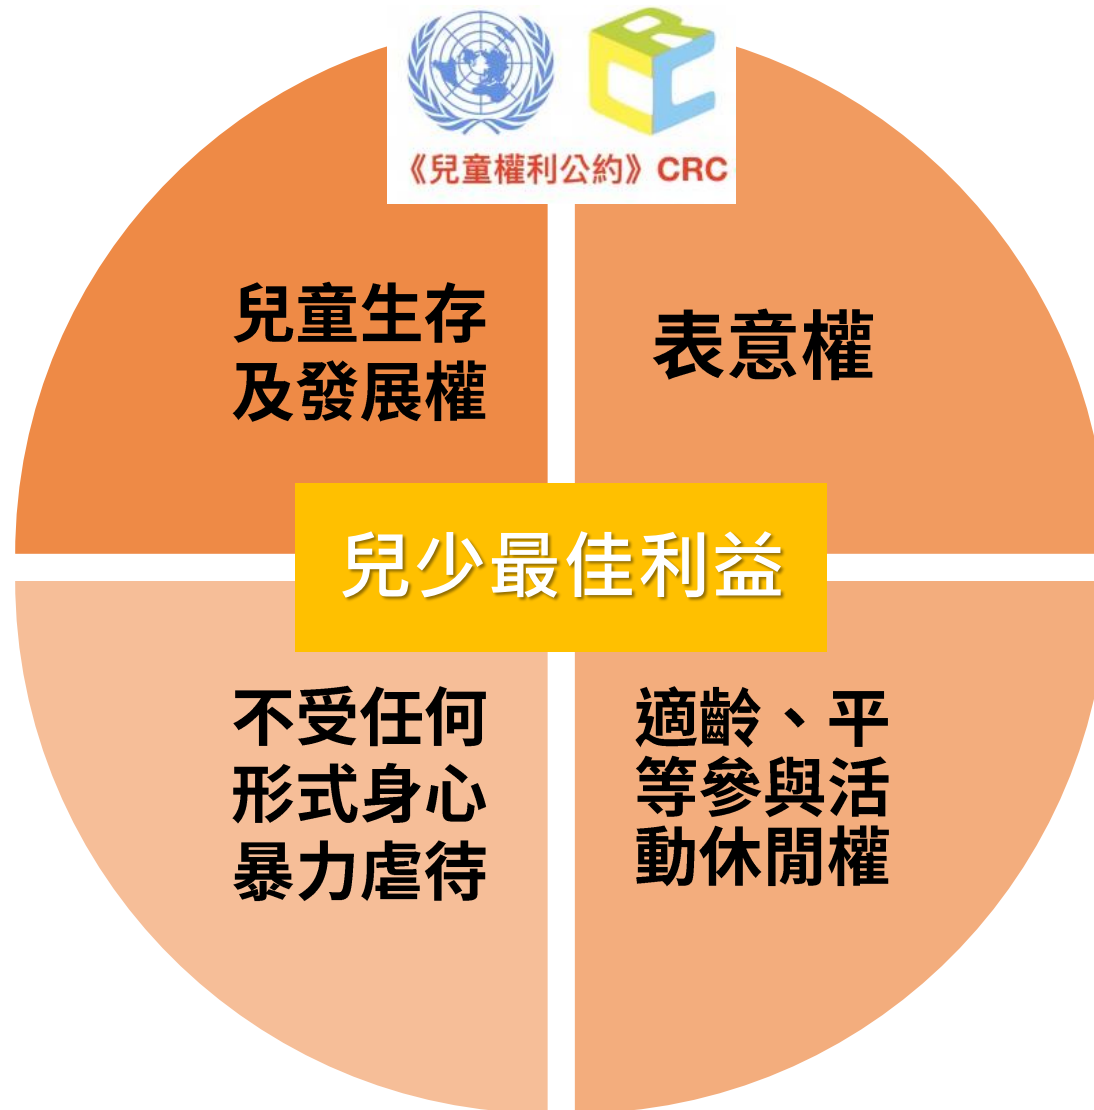 《兒童權利公約》CRC
兒童生存
及發展權
表意權
兒少最佳利益
不受任何
形式身心
暴力虐待
適齡、平
等參與活
動休閒權